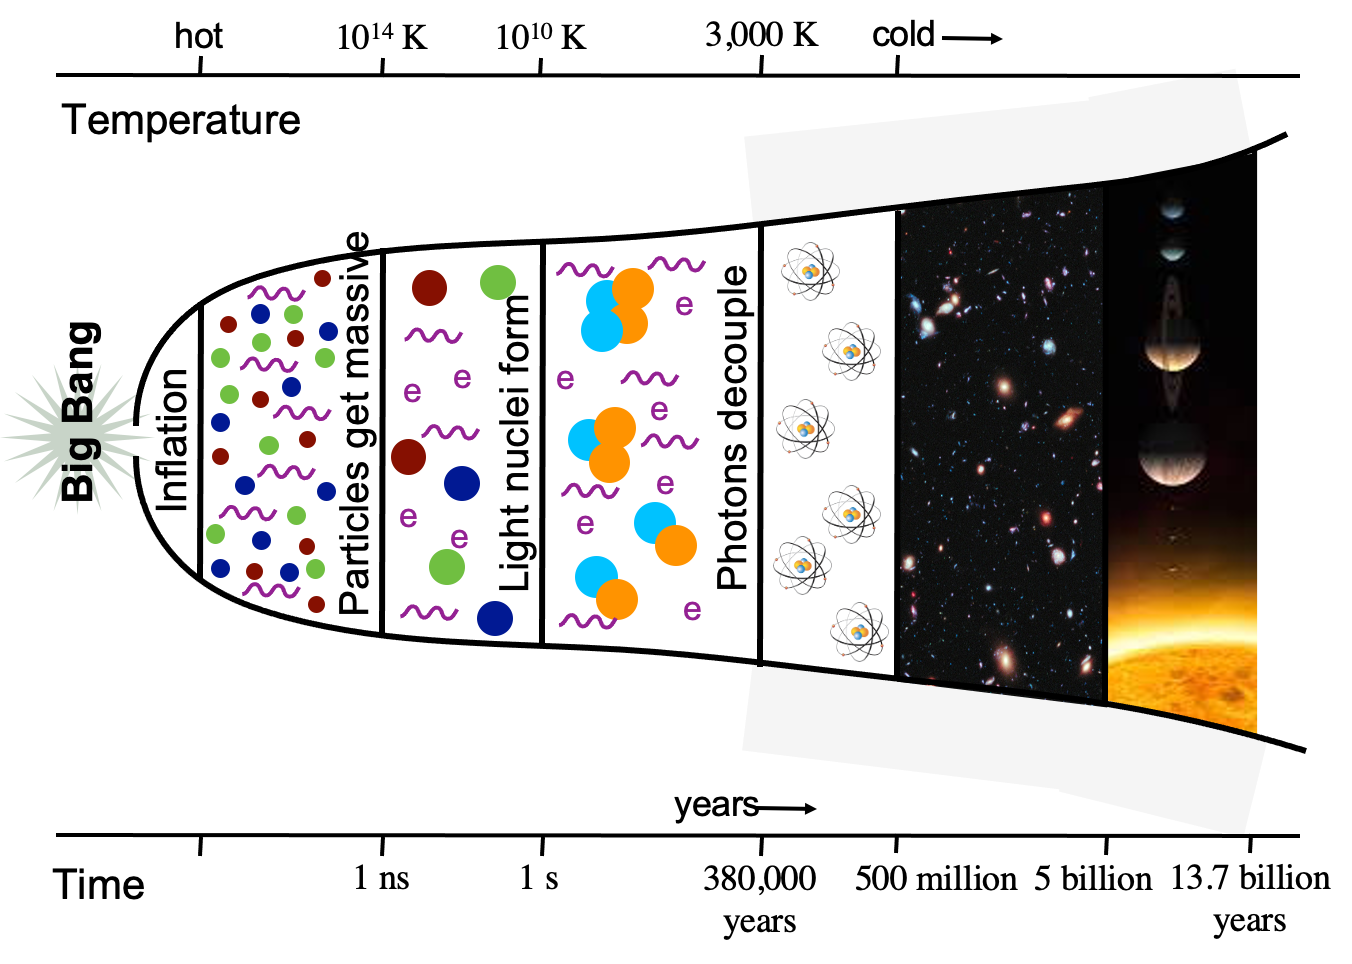 hot
10¹⁴ K
10¹⁰ K
3,000 K
cold
Temperature
Big Bang
Inflation
Particles get massive
Light nuclei form
Photons decouple
e
e
e
e
e
e
e
e
e
e
years
Time
1 ns
1 s
380,000
years
500 million
5 billion
13.7 billion
years